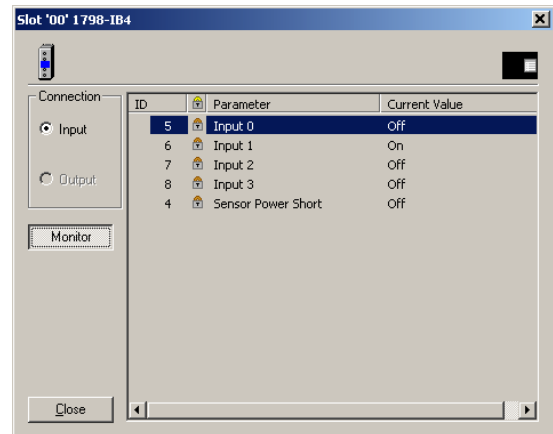 Slot '00' 1798-IB4
Connection
Input
Output
Monitor
Close
ID Parameter Current Value
5 Input 0 Off
6 Input 1 On
7 Input 2 Off
8 Input 3 Off
4 Sensor Power Short Off